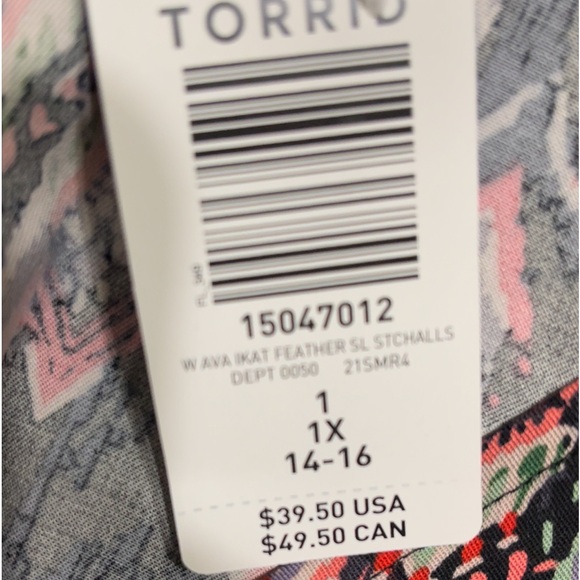 TORRID
15047012
W AVA IKAT FEATHER SL STCHALLS
DEPT 0050 21SMR4
1
1X
14-16
$39.50 USA
$49.50 CAN